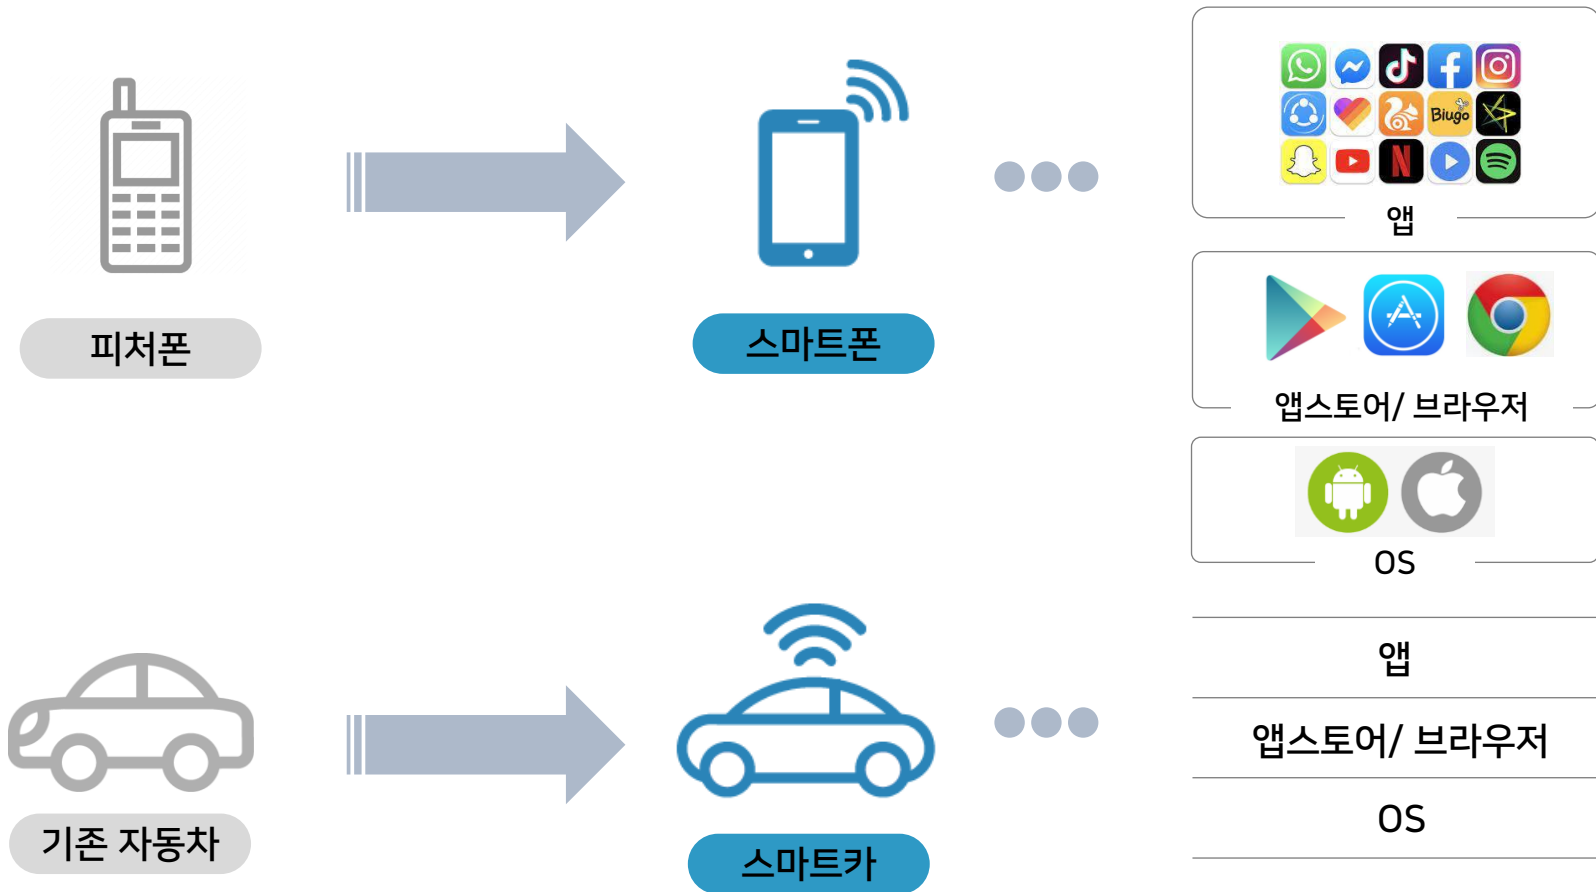 Biugo
앱
피처폰
스마트폰
앱스토어/ 브라우저
OS
앱
앱스토어/ 브라우저
OS
기존 자동차
스마트카